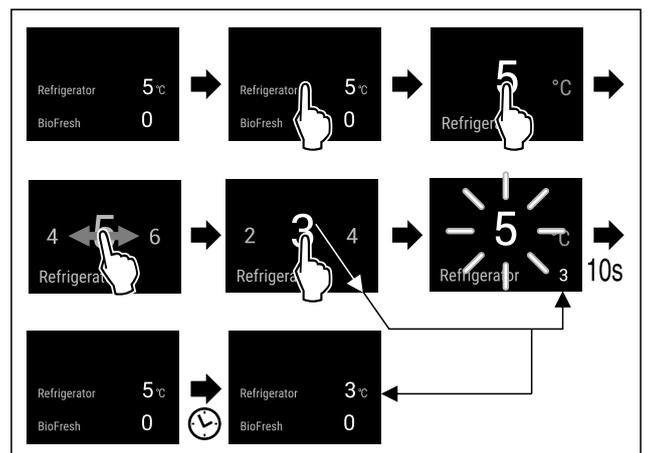 Refrigerator 5 °C
BioFresh 0
Refrigerator 5 °C
BioFresh 0
5 °C
Refriger
4 5 6
Refrigerator
2 3 4
Refrigera
5 °C
Refrigerator 3
10s
Refrigerator 5 °C
BioFresh 0
Refrigerator 3 °C
BioFresh 0